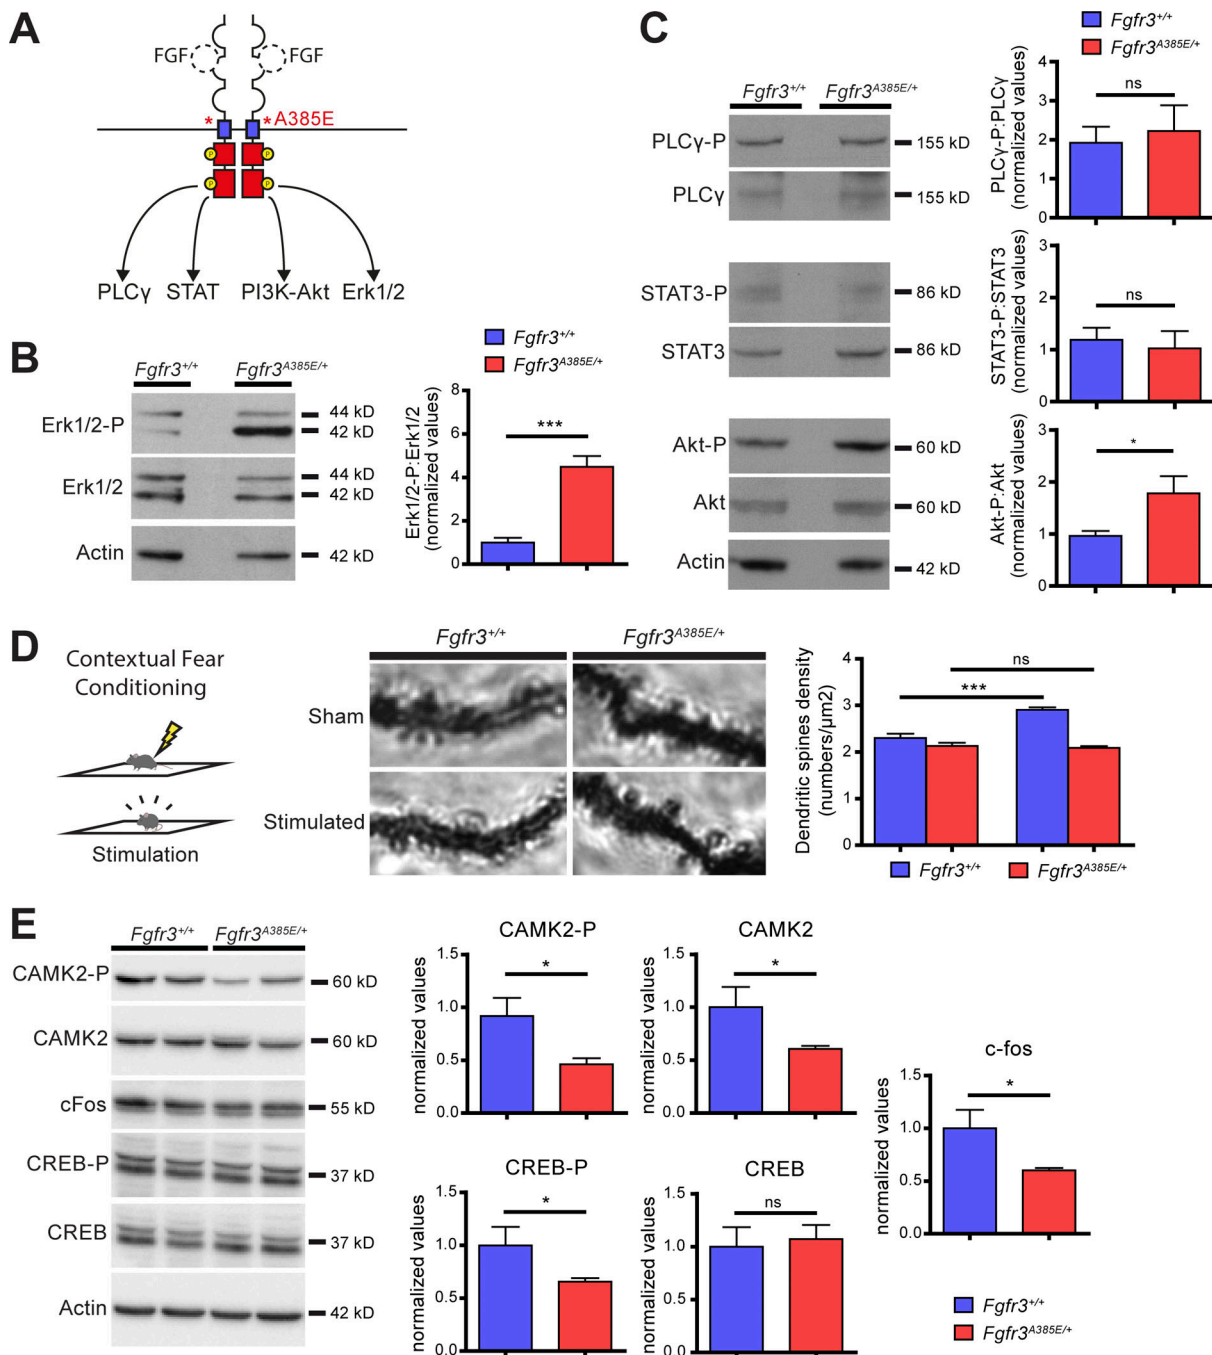 A
FGF
FGF
*
*A385E
P
P
P
P
PLCγ
STAT
PI3K-Akt
Erk1/2
B
Fgfr3+/+
Fgfr3A385E/+
Erk1/2-P
44 kD
42 kD
Erk1/2
44 kD
42 kD
Actin
42 kD
Fgfr3+/+
Fgfr3A385E/+
Erk1/2-P:Erk1/2
(normalized values)
8
6
4
2
0
***
C
Fgfr3+/+
Fgfr3A385E/+
PLCγ-P
155 kD
PLCγ
155 kD
STAT3-P
86 kD
STAT3
86 kD
Akt-P
60 kD
Akt
60 kD
Actin
42 kD
Fgfr3+/+
Fgfr3A385E/+
PLCγ-P:PLCγ
(normalized values)
4
3
2
1
0
ns
STAT3-P:STAT3
(normalized values)
3
2
1
0
ns
Akt-P:Akt
(normalized values)
3
2
1
0
*
D
Contextual Fear
Conditioning
Stimulation
Fgfr3+/+
Fgfr3A385E/+
Sham
Stimulated
Dendritic spines density
(numbers/µm2)
4
3
2
1
0
***
ns
Fgfr3+/+
Fgfr3A385E/+
E
Fgfr3+/+
Fgfr3A385E/+
CAMK2-P
60 kD
CAMK2
60 kD
cFos
55 kD
CREB-P
37 kD
CREB
37 kD
Actin
42 kD
CAMK2-P
normalized values
1.5
1.0
0.5
0.0
*
CAMK2
normalized values
1.5
1.0
0.5
0.0
*
CREB-P
normalized values
1.5
1.0
0.5
0.0
*
CREB
normalized values
1.5
1.0
0.5
0.0
ns
c-fos
normalized values
1.5
1.0
0.5
0.0
*
Fgfr3+/+
Fgfr3A385E/+